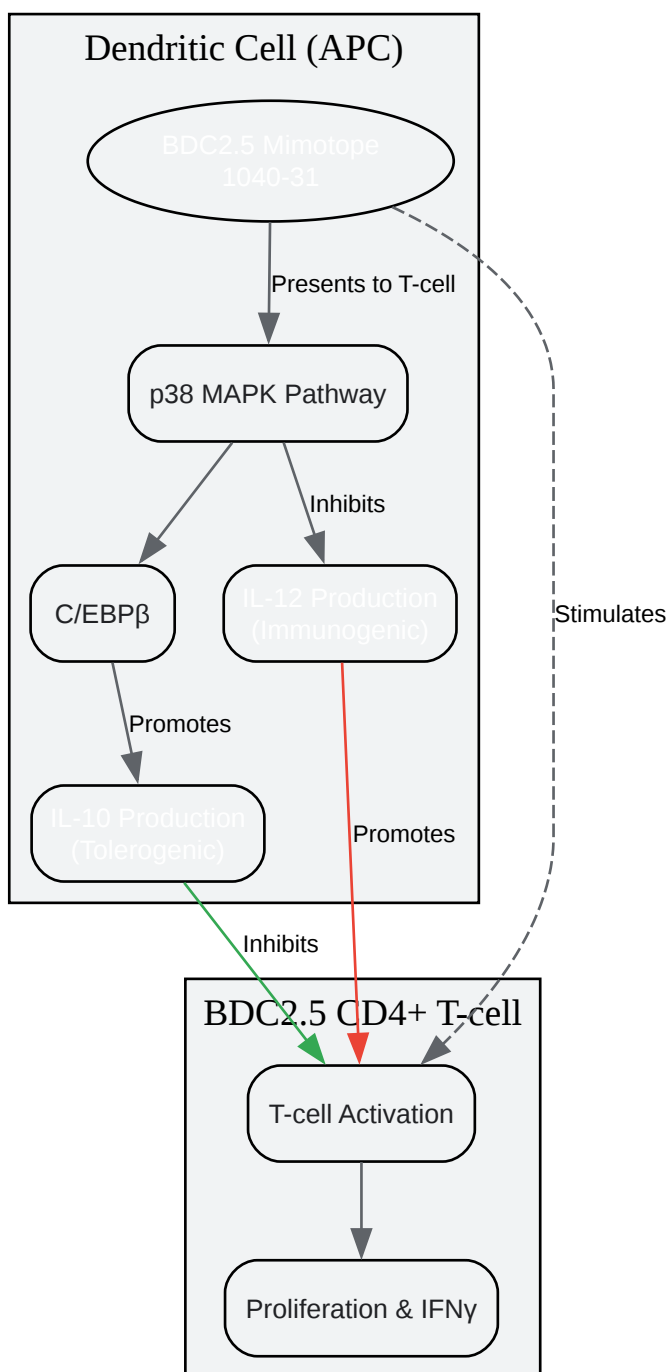 Dendritic Cell (APC)
BDC2.5 Mimotope
1040-31
Presents to T-cell
p38 MAPK Pathway
Inhibits
C/EBPβ
IL-12 Production
(Immunogenic)
Stimulates
Promotes
IL-10 Production
(Tolerogenic)
Promotes
Inhibits
BDC2.5 CD4+ T-cell
T-cell Activation
Proliferation & IFNγ